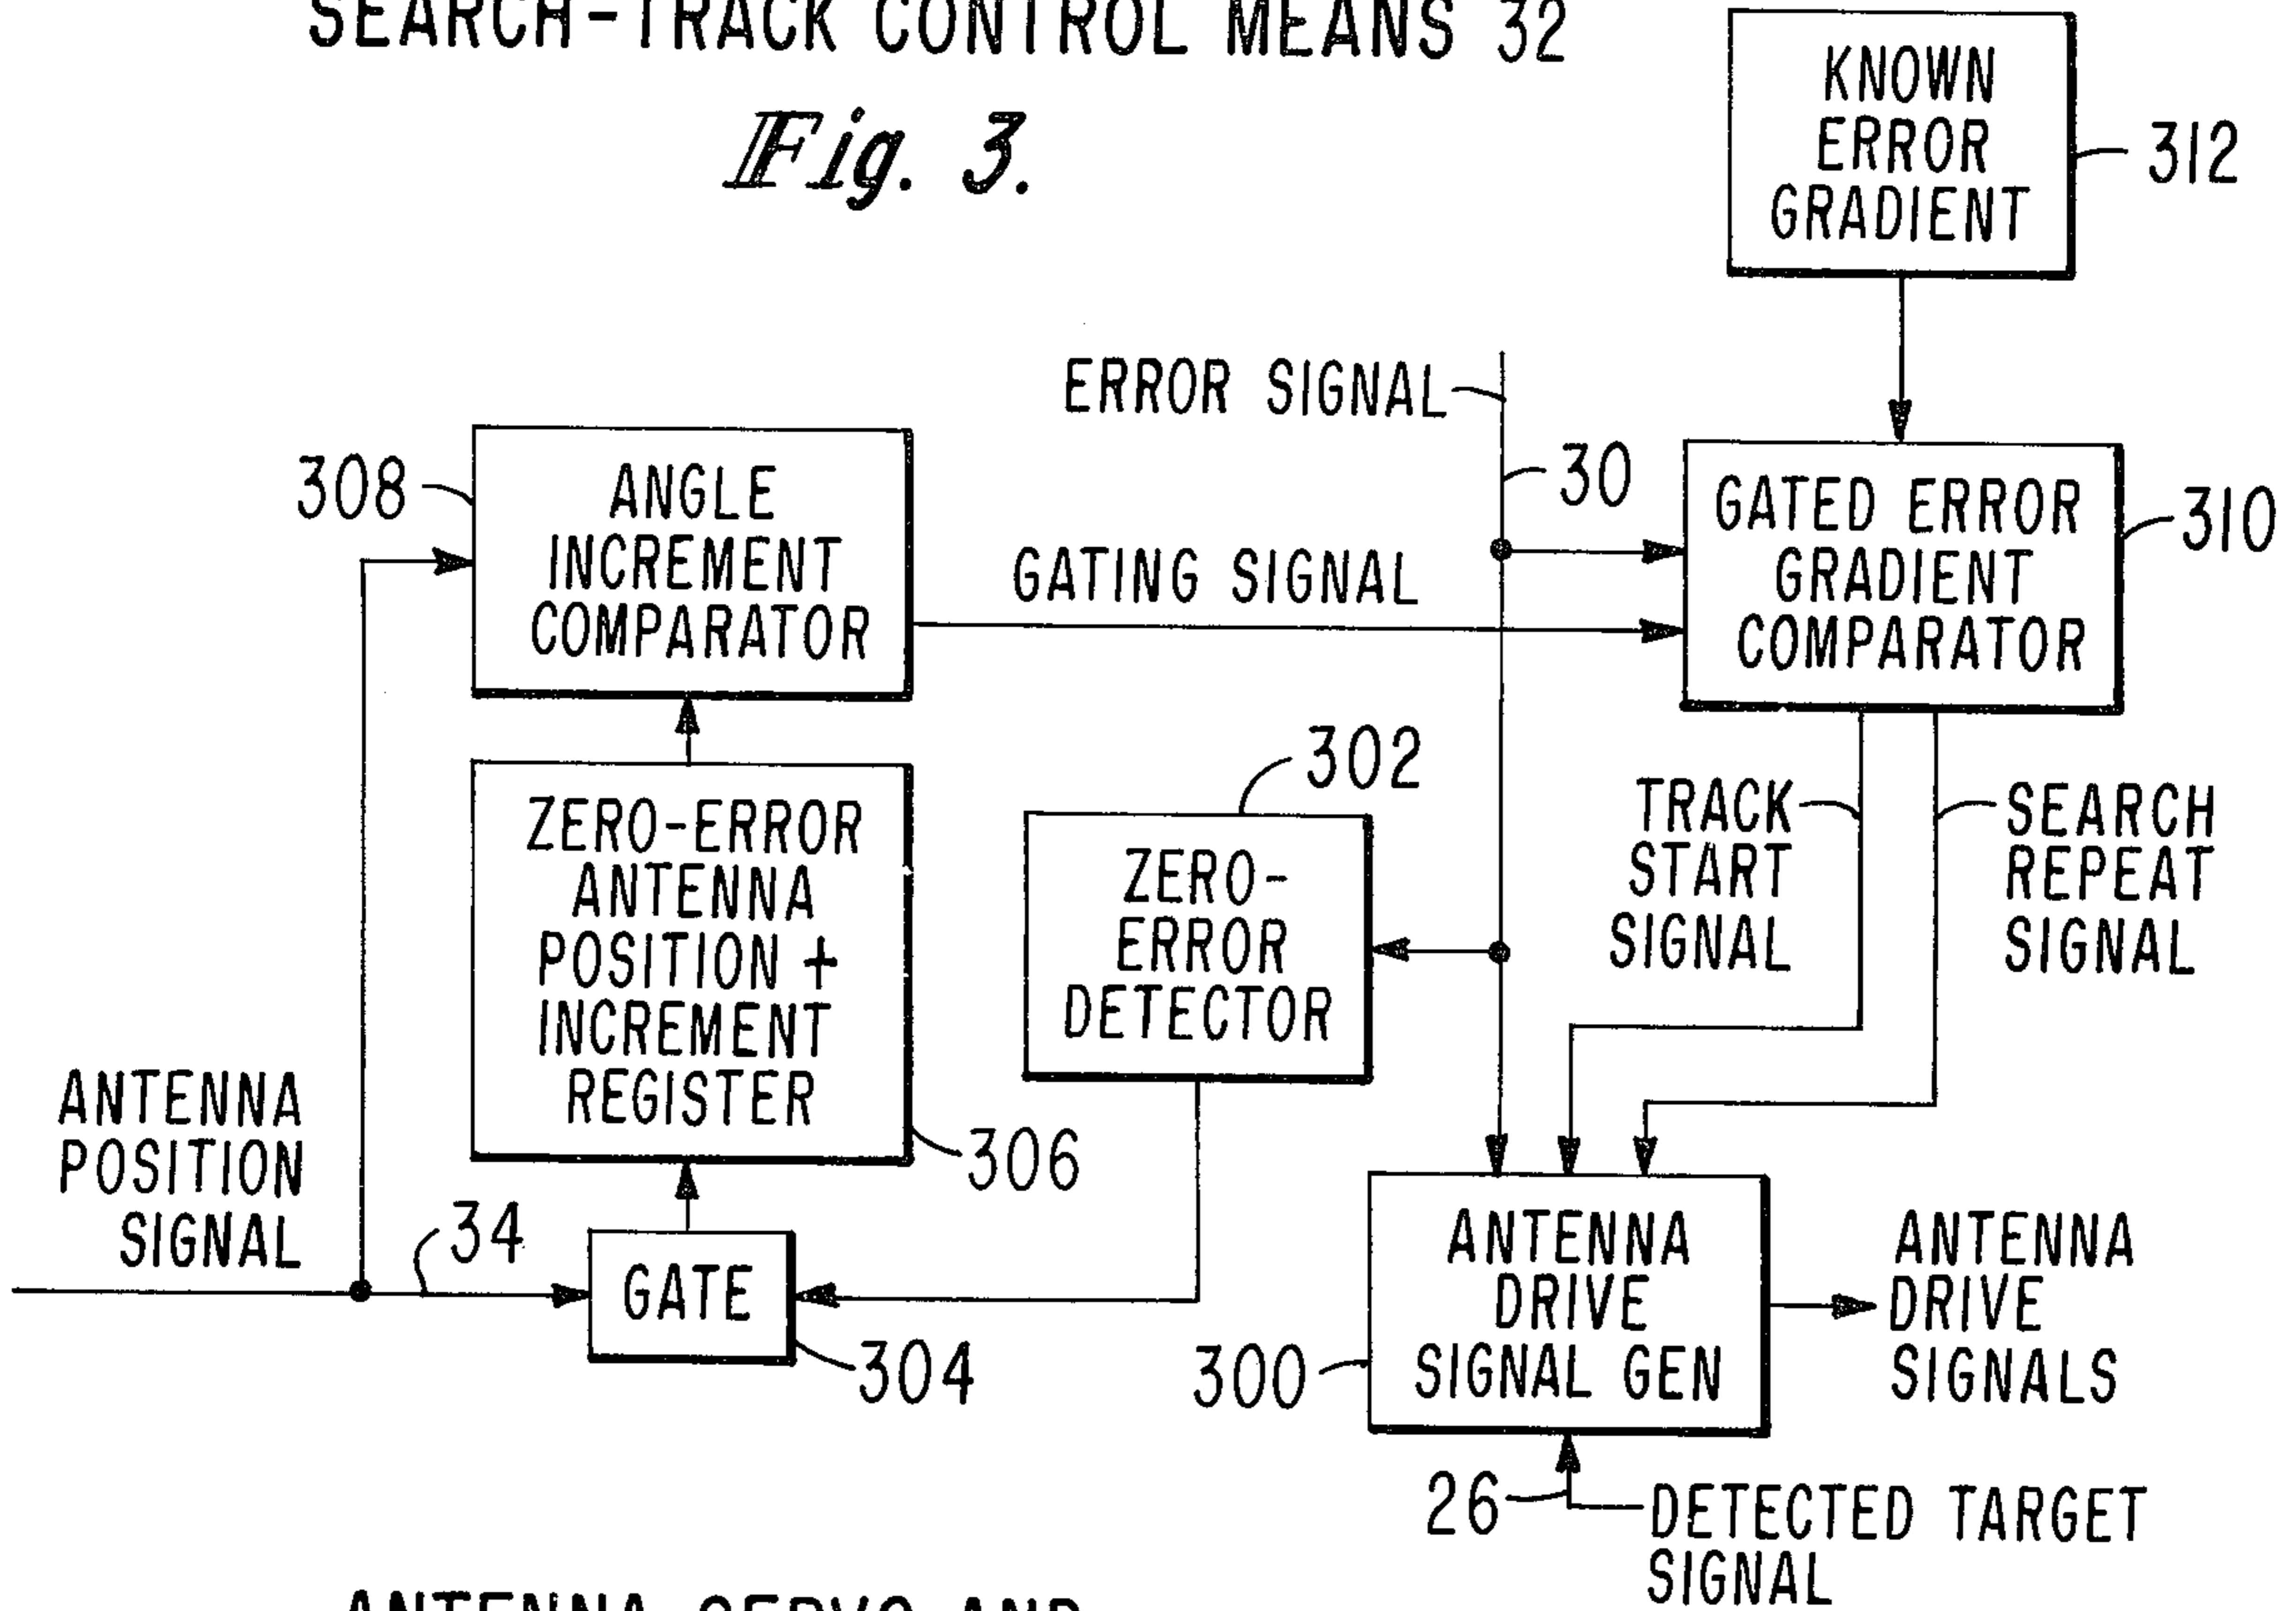 SEARCH-TRACK CONTROL MEANS 32
Fig. 3.
KNOWN
ERROR
GRADIENT
312
ERROR SIGNAL
30
308
ANGLE
INCREMENT
COMPARATOR
GATING SIGNAL
GATED ERROR
GRADIENT
COMPARATOR
310
302
ZERO-ERROR
ANTENNA
POSITION +
INCREMENT
REGISTER
306
ZERO-
ERROR
DETECTOR
TRACK
START
SIGNAL
SEARCH
REPEAT
SIGNAL
ANTENNA
POSITION
SIGNAL
34
GATE
304
300
ANTENNA
DRIVE
SIGNAL GEN
ANTENNA
DRIVE
SIGNALS
26
DETECTED TARGET
SIGNAL
ANTENNA SERVO AND